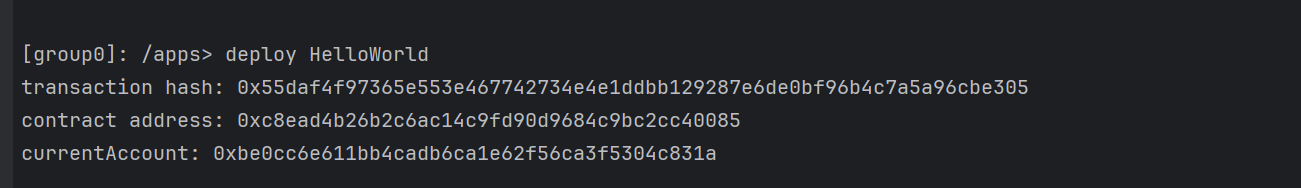 [group0]: /apps> deploy HelloWorld
transaction hash: 0x55daf4f97365e553e467742734e4e1ddbb129287e6de0bf96b4c7a5a96cbe305
contract address: 0xc8ead4b26b2c6ac14c9fd90d9684c9bc2cc40085
currentAccount: 0xbe0cc6e611bb4cadb6ca1e62f56ca3f5304c831a